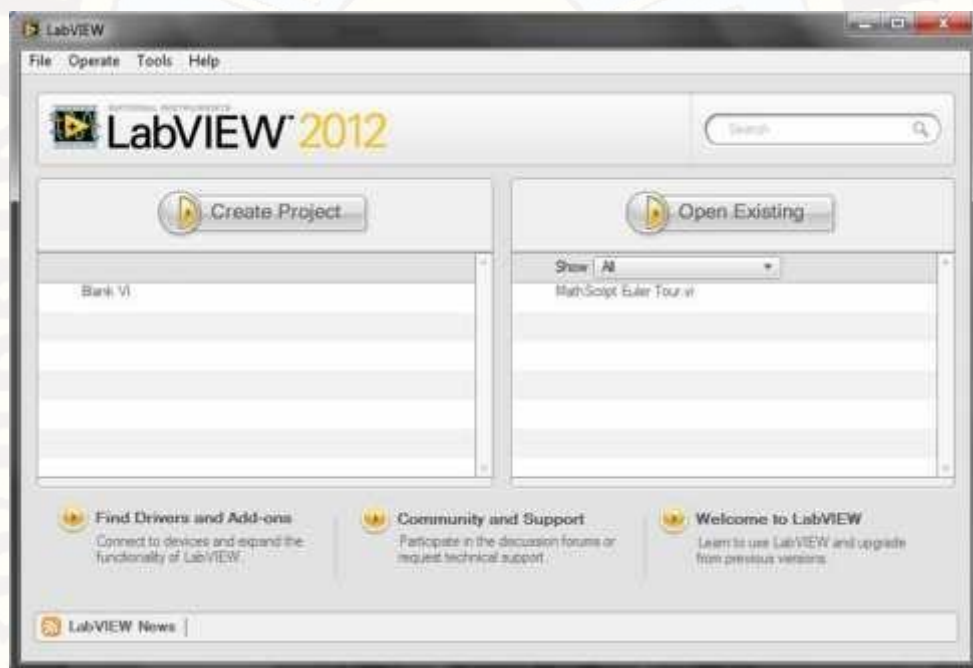 LabVIEW
File Operate Tools Help
NATIONAL INSTRUMENTS
LabVIEW™ 2012
Search
Create Project
Open Existing
Show All
Blank VI
MathScript Euler Tour.vi
Find Drivers and Add-ons
Connect to devices and expand the
functionality of LabVIEW.
Community and Support
Participate in the discussion forums or
request technical support.
Welcome to LabVIEW
Learn to use LabVIEW and upgrade
from previous versions.
LabVIEW News